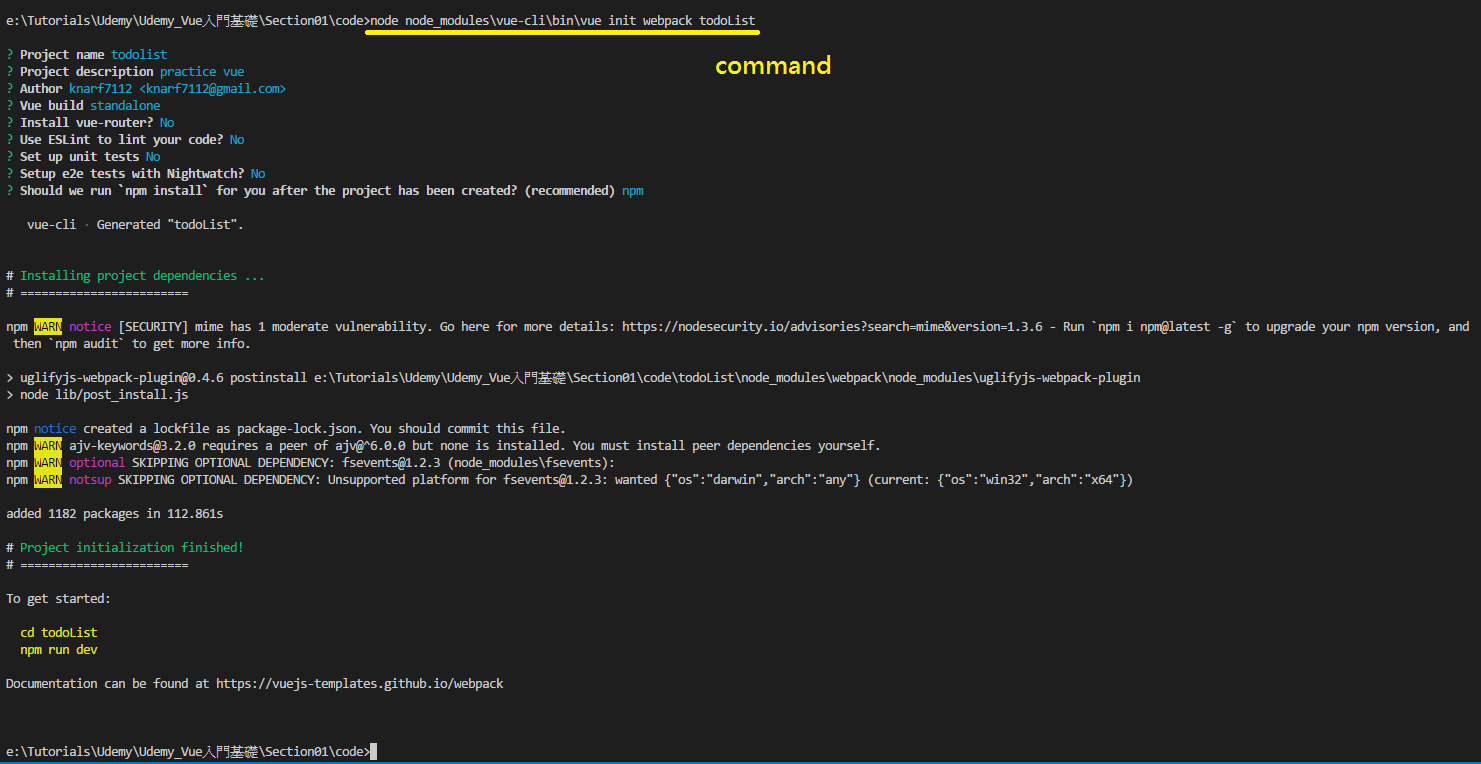 e:\Tutorials\Udemy\Udemy_Vue入門基礎\Section01\code>node node_modules\vue-cli\bin\vue init webpack todoList
command
? Project name todolist
? Project description practice vue
? Author knarf7112 <knarf7112@gmail.com>
? Vue build standalone
? Install vue-router? No
? Use ESLint to lint your code? No
? Set up unit tests No
? Setup e2e tests with Nightwatch? No
? Should we run `npm install` for you after the project has been created? (recommended) npm
vue-cli · Generated "todoList".
# Installing project dependencies ...
# ========================
npm WARN notice [SECURITY] mime has 1 moderate vulnerability. Go here for more details: https://nodesecurity.io/advisories?search=mime&version=1.3.6 - Run `npm i npm@latest -g` to upgrade your npm version, and
then `npm audit` to get more info.
> uglifyjs-webpack-plugin@0.4.6 postinstall e:\Tutorials\Udemy\Udemy_Vue入門基礎\Section01\code\todoList\node_modules\webpack\node_modules\uglifyjs-webpack-plugin
> node lib/post_install.js
npm notice created a lockfile as package-lock.json. You should commit this file.
npm WARN ajv-keywords@3.2.0 requires a peer of ajv@^6.0.0 but none is installed. You must install peer dependencies yourself.
npm WARN optional SKIPPING OPTIONAL DEPENDENCY: fsevents@1.2.3 (node_modules\fsevents):
npm WARN notsup SKIPPING OPTIONAL DEPENDENCY: Unsupported platform for fsevents@1.2.3: wanted {"os":"darwin","arch":"any"} (current: {"os":"win32","arch":"x64"})
added 1182 packages in 112.861s
# Project initialization finished!
# ========================
To get started:
cd todoList
npm run dev
Documentation can be found at https://vuejs-templates.github.io/webpack
e:\Tutorials\Udemy\Udemy_Vue入門基礎\Section01\code>